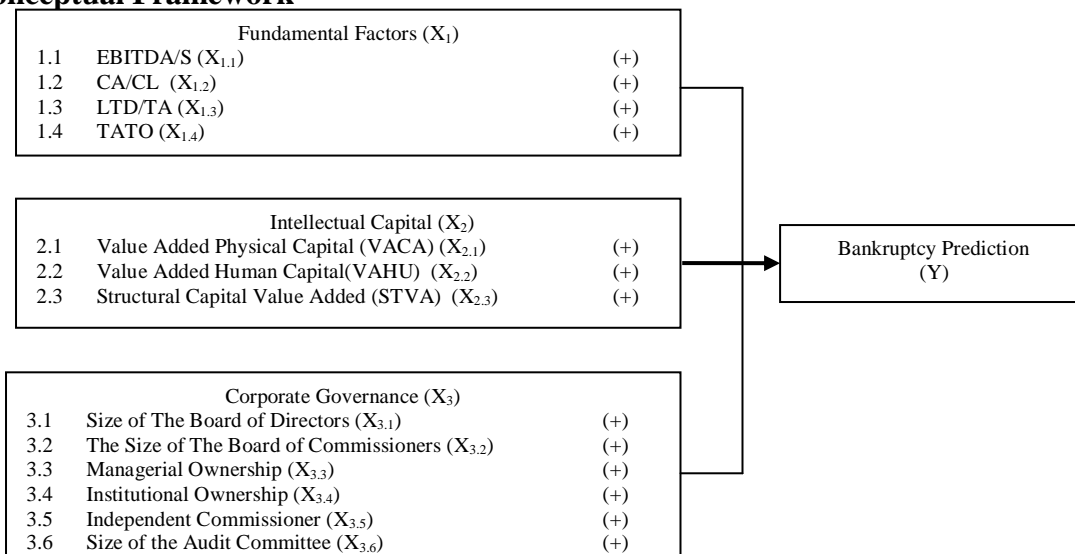 Conceptual Framework
Fundamental Factors (X1)
1.1 EBITDA/S (X1.1) (+)
1.2 CA/CL (X1.2) (+)
1.3 LTD/TA (X1.3) (+)
1.4 TATO (X1.4) (+)
Intellectual Capital (X2)
2.1 Value Added Physical Capital (VACA) (X2.1) (+)
2.2 Value Added Human Capital(VAHU) (X2.2) (+)
2.3 Structural Capital Value Added (STVA) (X2.3) (+)
Bankruptcy Prediction
(Y)
Corporate Governance (X3)
3.1 Size of The Board of Directors (X3.1) (+)
3.2 The Size of The Board of Commissioners (X3.2) (+)
3.3 Managerial Ownership (X3.3) (+)
3.4 Institutional Ownership (X3.4) (+)
3.5 Independent Commissioner (X3.5) (+)
3.6 Size of the Audit Committee (X3.6) (+)